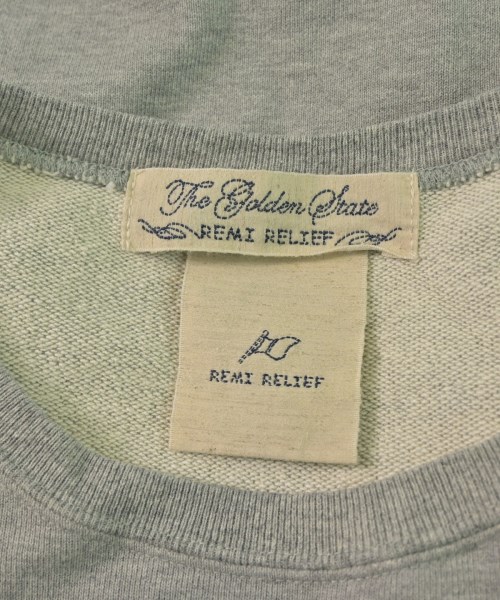 The Golden State
REMI RELIEF
REMI RELIEF